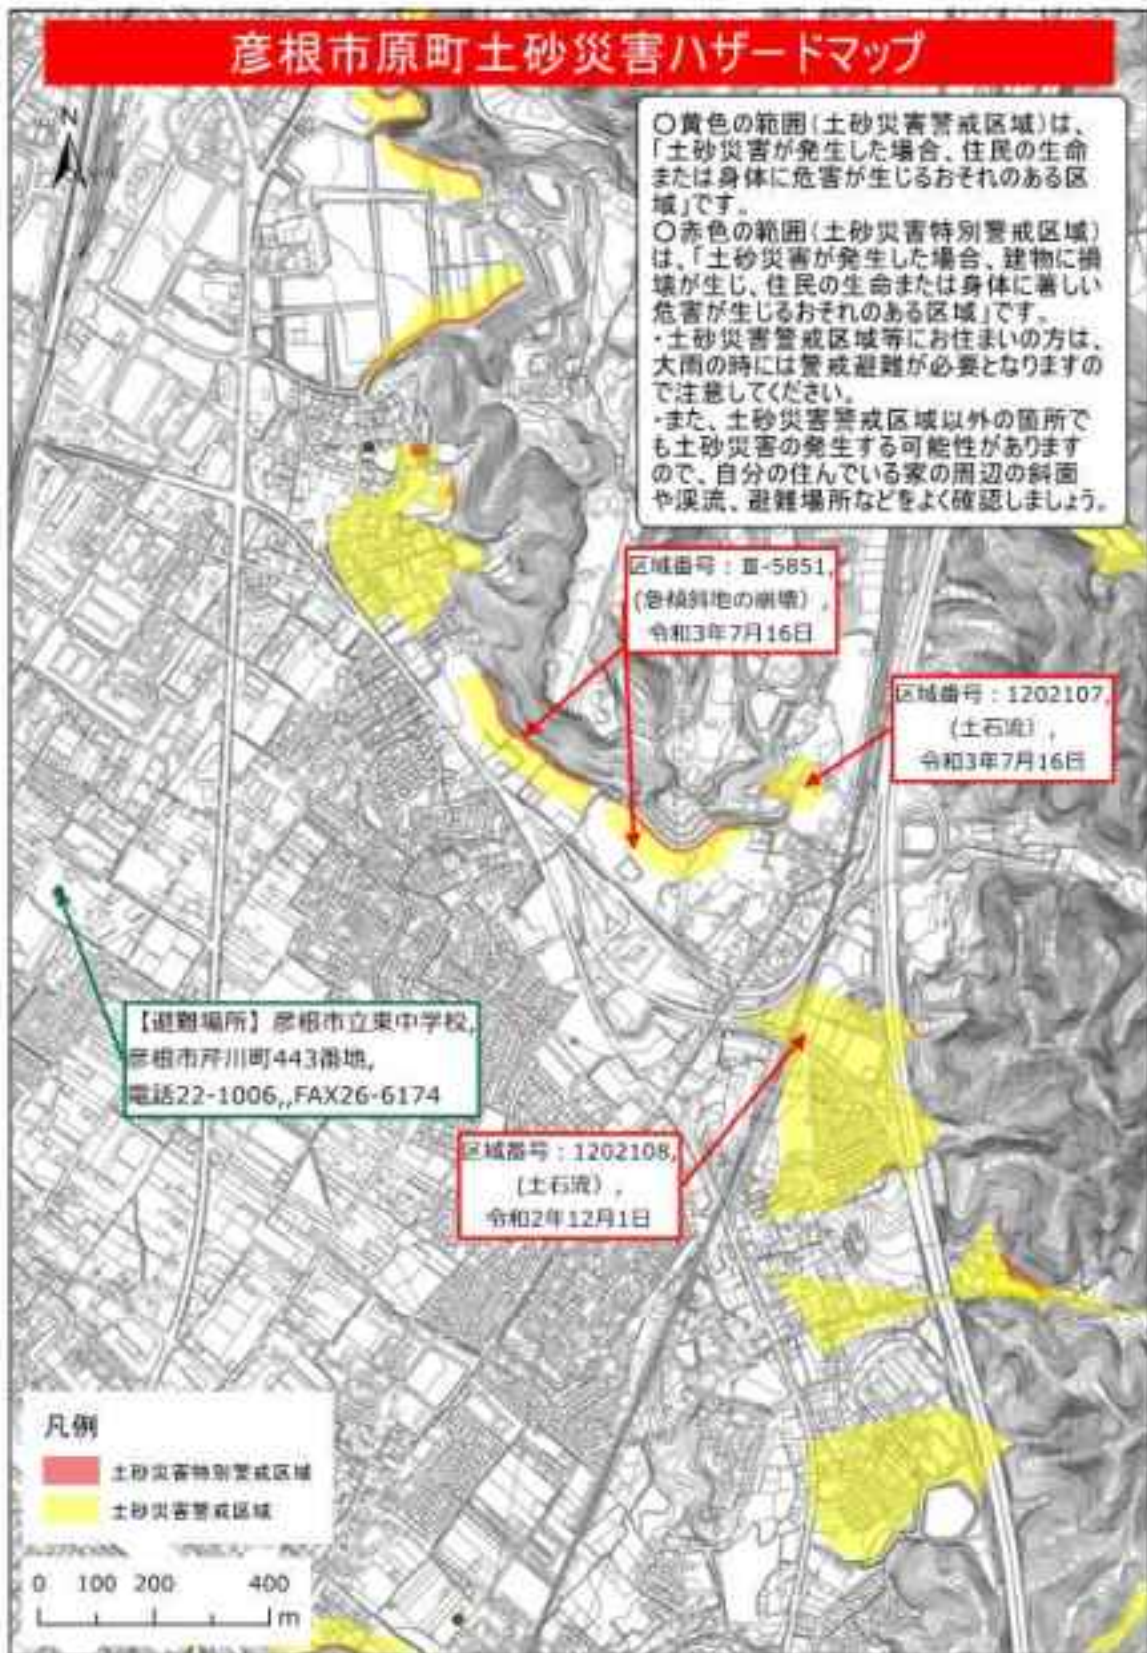 彦根市原町土砂災害ハザードマップ
N
〇黄色の範囲(土砂災害警戒区域)は、
「土砂災害が発生した場合、住民の生命
または身体に危害が生じるおそれのある区
域」です。
〇赤色の範囲(土砂災害特別警戒区域)
は、「土砂災害が発生した場合、建物に損
壊が生じ、住民の生命または身体に著しい
危害が生じるおそれのある区域」です。
・土砂災害警戒区域等にお住まいの方は、
大雨の時には警戒避難が必要となりますの
で注意してください。
・また、土砂災害警戒区域以外の箇所で
も土砂災害の発生する可能性があります
ので、自分の住んでいる家の周辺の斜面
や渓流、避難場所などをよく確認しましょう。
区域番号：Ⅲ-5851,
(急傾斜地の崩壊）,
令和3年7月16日
区域番号：1202107,
(土石流）,
令和3年7月16日
【避難場所】彦根市立東中学校,
彦根市芹川町443番地,
電話22-1006,,FAX26-6174
区域番号：1202108,
(土石流）,
令和2年12月1日
凡例
土砂災害特別警戒区域
土砂災害警戒区域
0 100 200 400
m